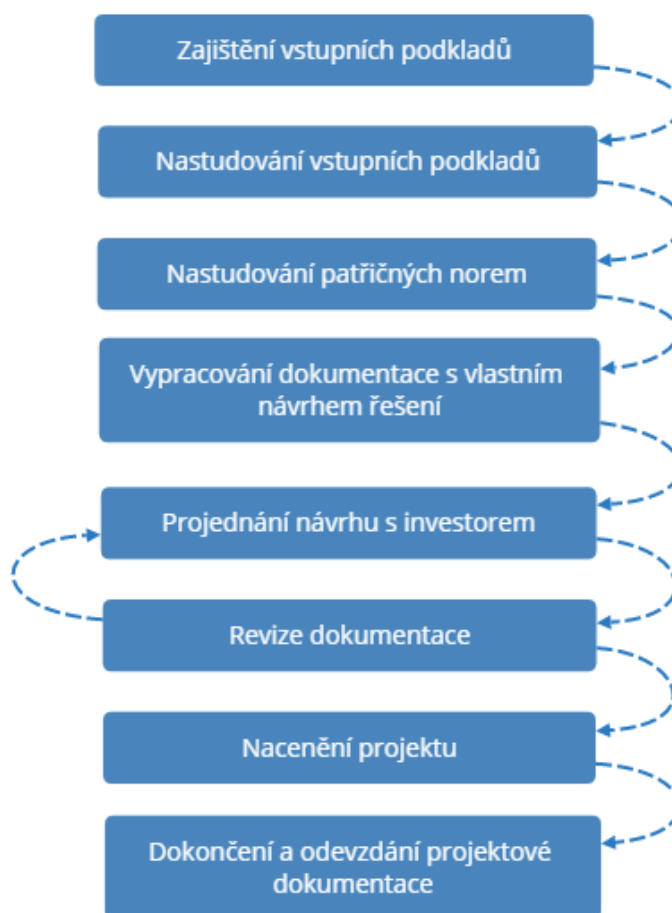 Zajištění vstupních podkladů
Nastudování vstupních podkladů
Nastudování patřičných norem
Vypracování dokumentace s vlastním
návrhem řešení
Projednání návrhu s investorem
Revize dokumentace
Nacenění projektu
Dokončení a odevzdání projektové
dokumentace